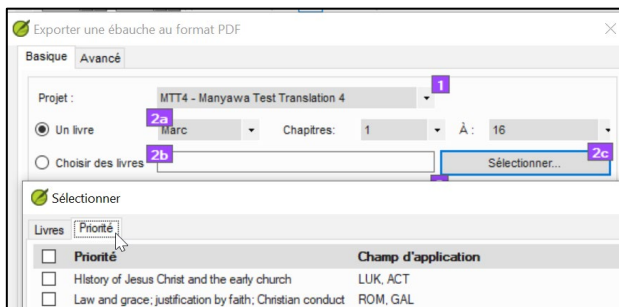 Exporter une ébauche au format PDF
Basique Avancé
Projet : MTT4 - Manyawa Test Translation 4 1
Un livre 2a Marc Chapitres: 1 À : 16
Choisir des livres 2b Sélectionner... 2c
Sélectionner
Livres Priorité
Priorité Champ d'application
HIstory of Jesus Christ and the early church LUK, ACT
Law and grace; justification by faith; Christian conduct ROM, GAL